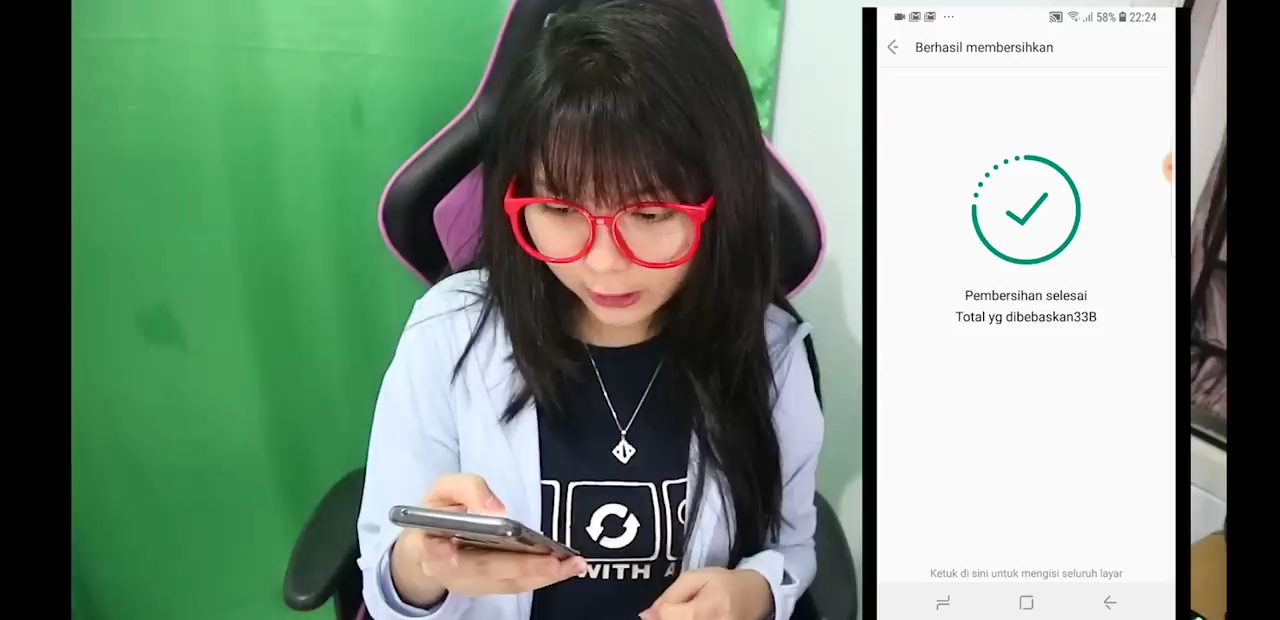 58% 22:24
Berhasil membersihkan
Pembersihan selesai
Total yg dibebaskan33B
Ketuk di sini untuk mengisi seluruh layar
WITH A